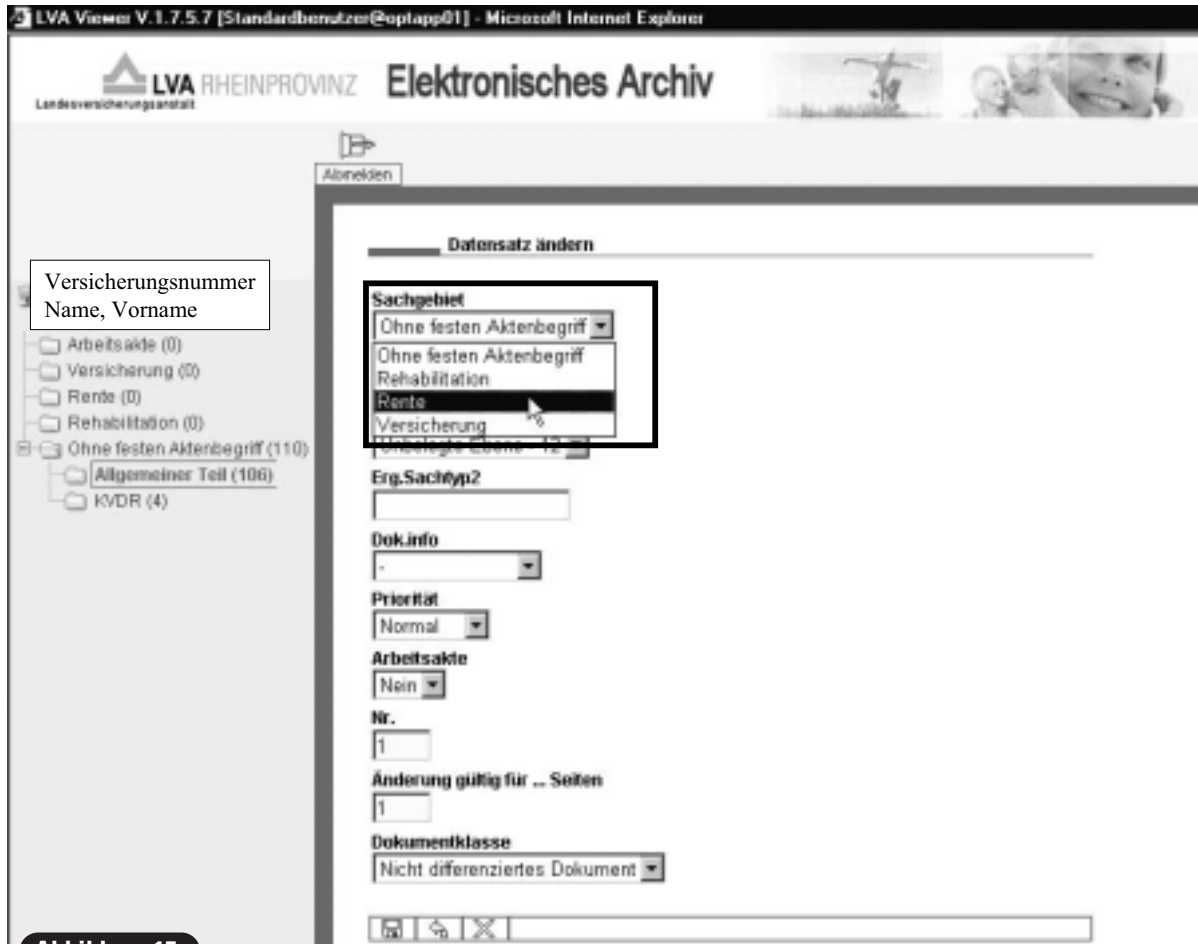 LVA Viewer V.1.7.5.7 [Standardbenutzer@optapp01] - Microsoft Internet Explorer
LVA RHEINPROVINZ
Landesversicherungsanstalt
Elektronisches Archiv
Abmelden
Versicherungsnummer
Name, Vorname
Arbeitsakte (0)
Versicherung (0)
Rente (0)
Rehabilitation (0)
Ohne festen Aktenbegriff (110)
Allgemeiner Teil (106)
KVDR (4)
Datensatz ändern
Sachgebiet
Ohne festen Aktenbegriff
Ohne festen Aktenbegriff
Rehabilitation
Rente
Versicherung
Unbelegte Ebene - 12
Erg.Sachtyp2
Dok.info
-
Priorität
Normal
Arbeitsakte
Nein
Nr.
1
Änderung gültig für ... Seiten
1
Dokumentklasse
Nicht differenziertes Dokument